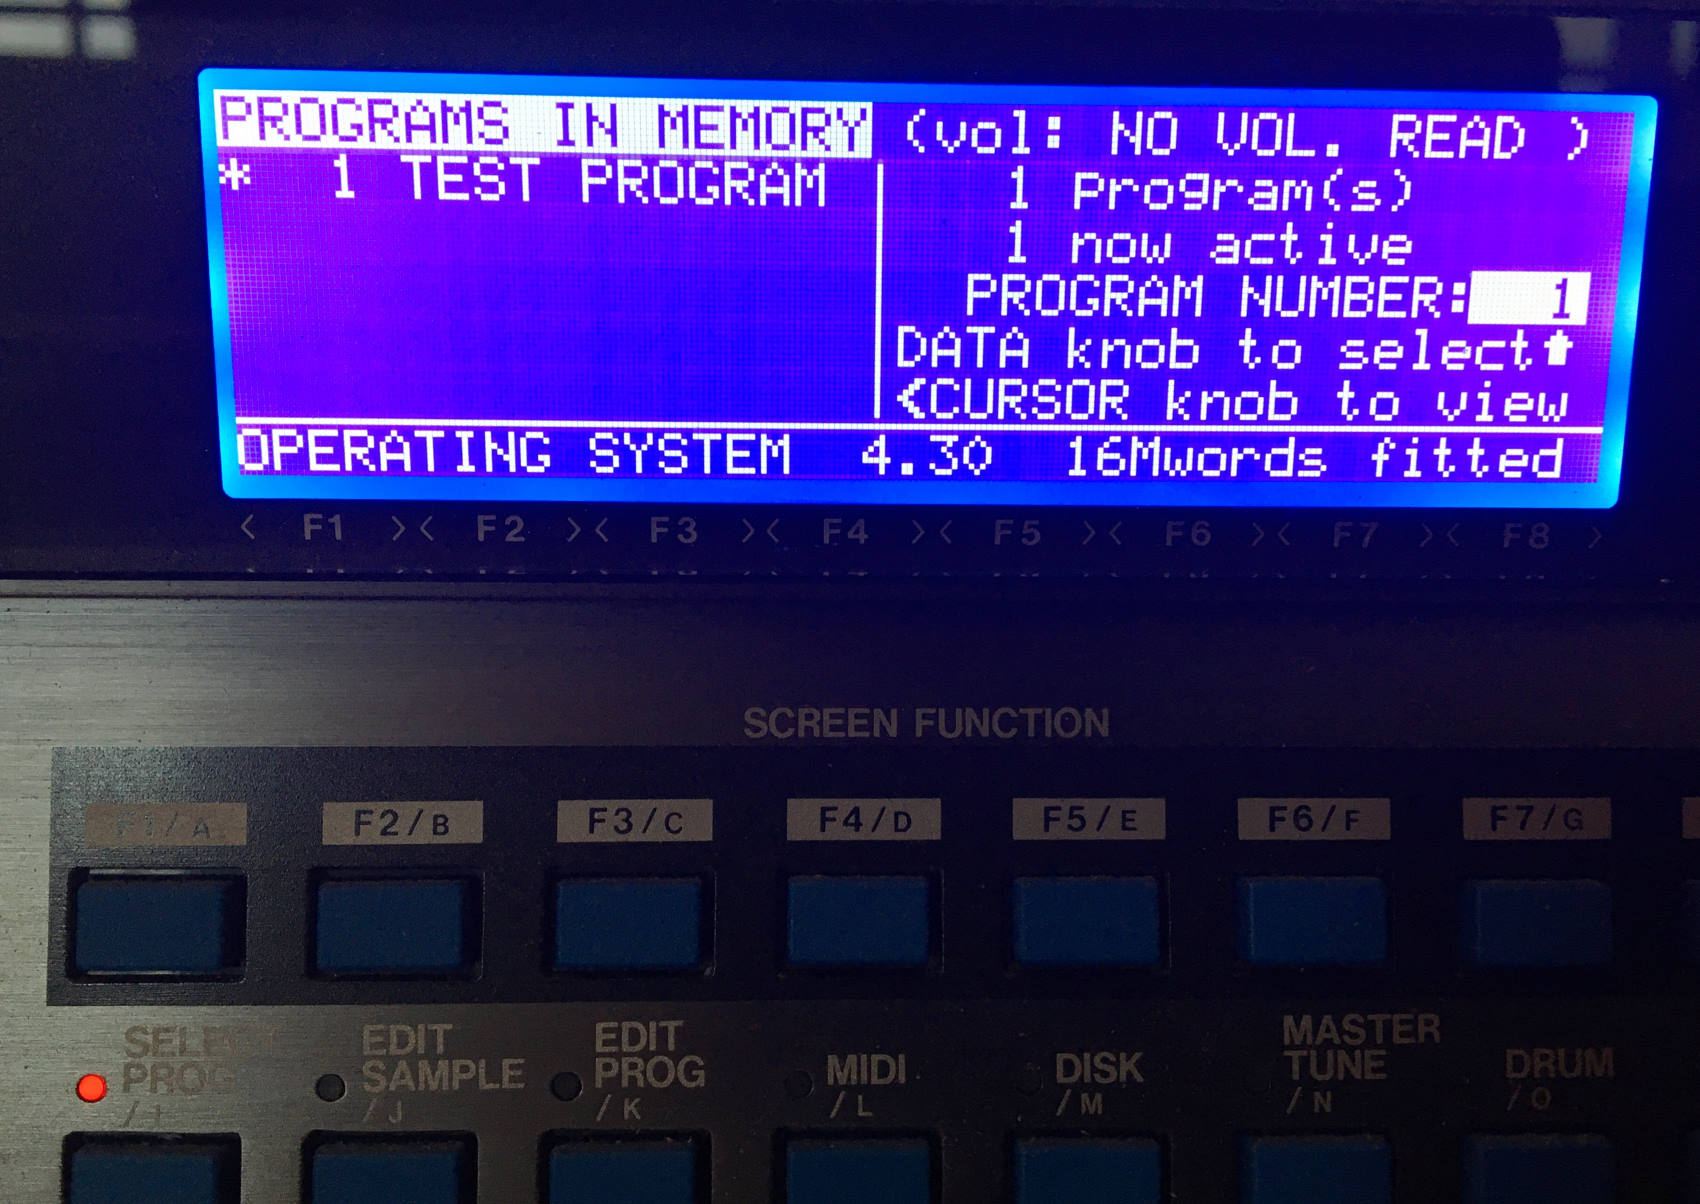 PROGRAMS IN MEMORY (vol: NO VOL. READ )
* 1 TEST PROGRAM
1 Program(s)
1 now active
PROGRAM NUMBER: 1
DATA knob to select⬆
<CURSOR knob to view
OPERATING SYSTEM 4.30 16Mwords fitted
< F1 >< F2 >< F3 >< F4 >< F5 >< F6 >< F7 >< F8 >
SCREEN FUNCTION
F1/A F2/B F3/C F4/D F5/E F6/F F7/G
SELECT PROG /I
EDIT SAMPLE /J
EDIT PROG /K
MIDI /L
DISK /M
MASTER TUNE /N
DRUM /O